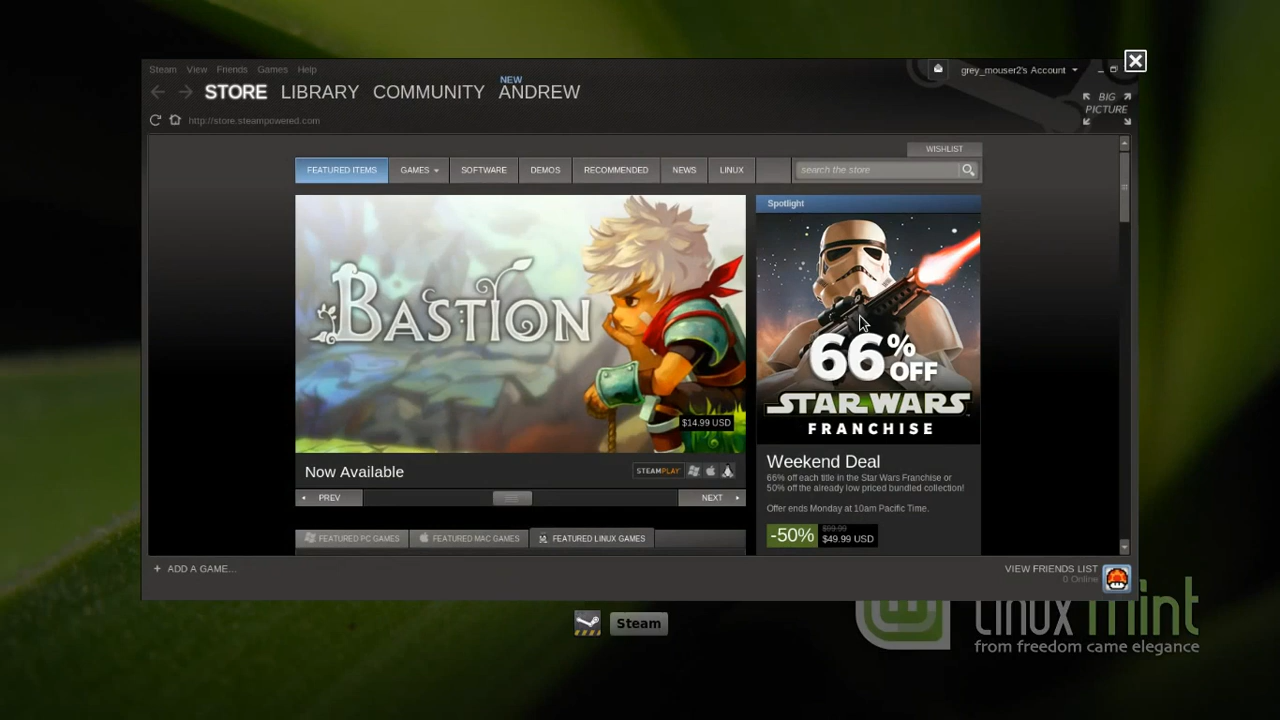 Steam View Friends Games Help
grey_mouser2's Account
NEW
STORE LIBRARY COMMUNITY ANDREW
BIG
PICTURE
http://store.steampowered.com
WISHLIST
FEATURED ITEMS GAMES SOFTWARE DEMOS RECOMMENDED NEWS LINUX search the store
BASTION
$14.99 USD
Now Available
STEAMPLAY
PREV NEXT
FEATURED PC GAMES FEATURED MAC GAMES FEATURED LINUX GAMES
Spotlight
66% OFF
STAR WARS
FRANCHISE
Weekend Deal
66% off each title in the Star Wars Franchise or
50% off the already low priced bundled collection!
Offer ends Monday at 10am Pacific Time.
-50% $99.99
$49.99 USD
+ ADD A GAME...
VIEW FRIENDS LIST
0 Online
Steam
Linux mint
from freedom came elegance